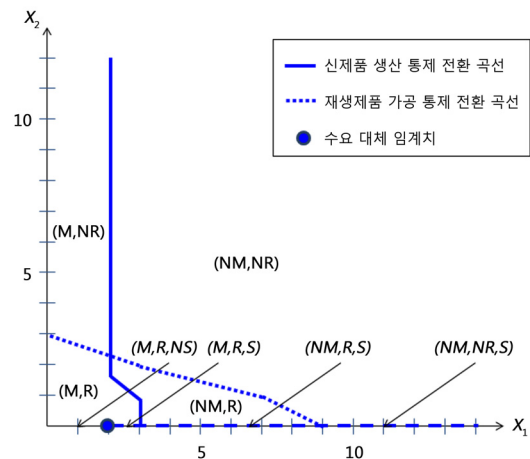 X2
신제품 생산 통제 전환 곡선
재생제품 가공 통제 전환 곡선
수요 대체 임계치
10
(M,NR)
(NM,NR)
5
(M,R,NS) (M,R,S) (NM,R,S) (NM,NR,S)
(M,R)
(NM,R)
X1
5 10